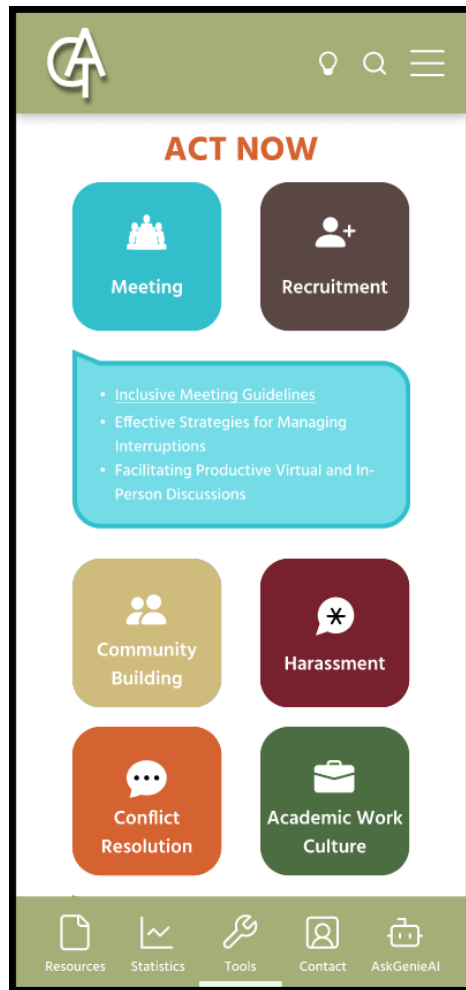 CAT
ACT NOW
Meeting
Recruitment
• Inclusive Meeting Guidelines
• Effective Strategies for Managing
Interruptions
• Facilitating Productive Virtual and In-
Person Discussions
Community
Building
Harassment
Conflict
Resolution
Academic Work
Culture
Resources
Statistics
Tools
Contact
AskGenieAI